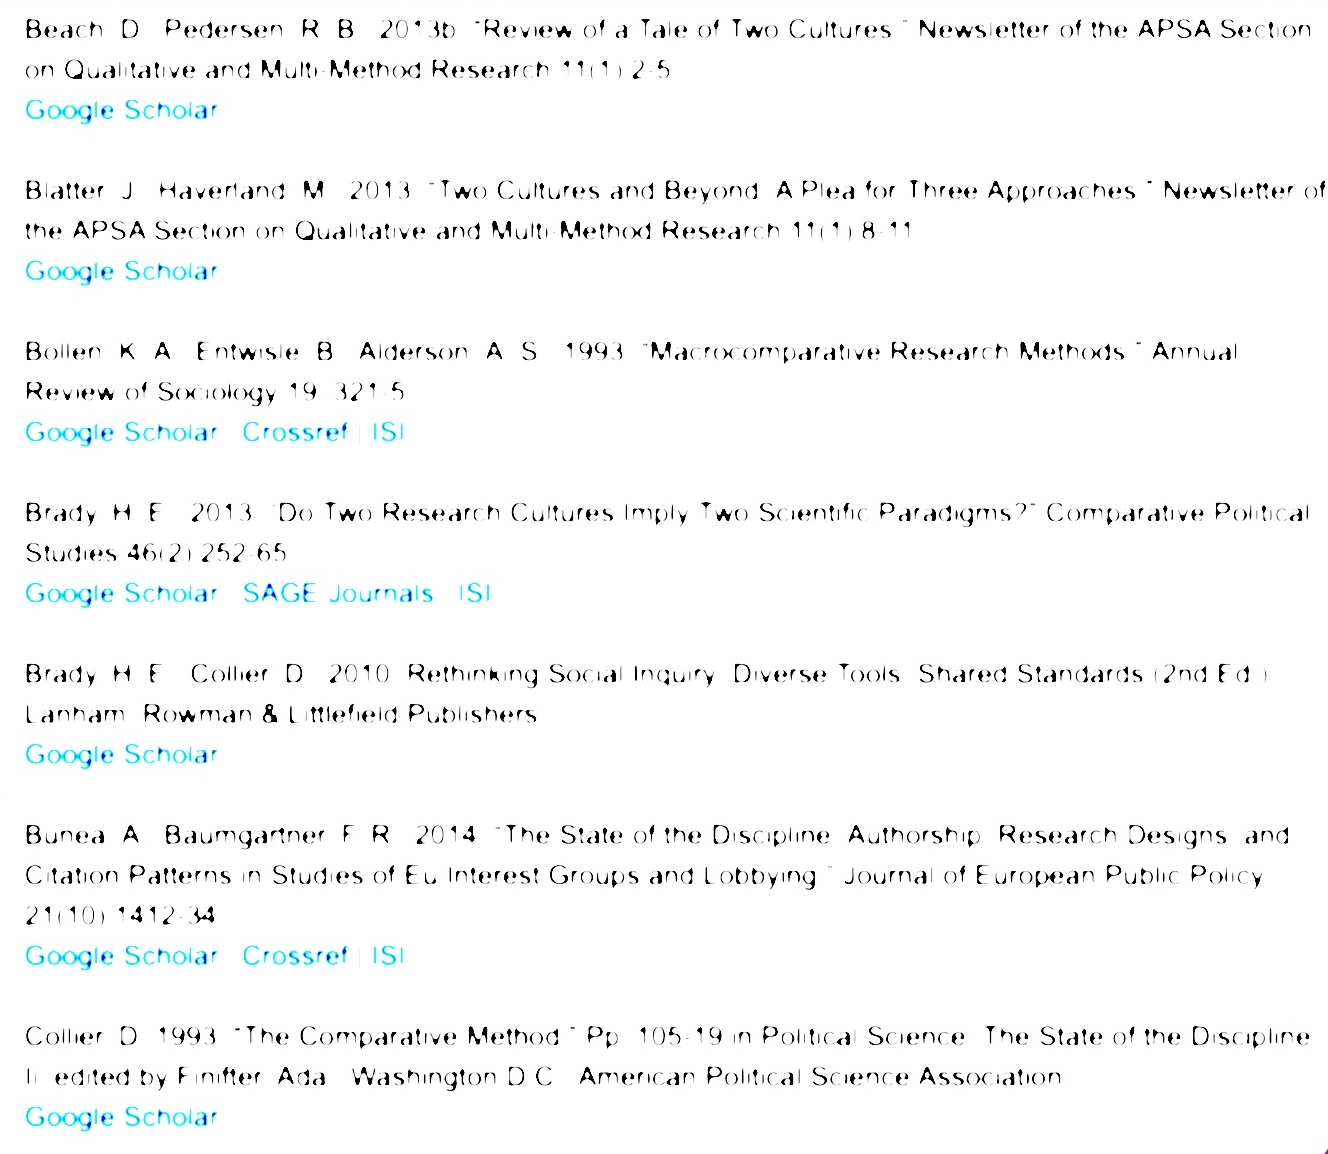 Beach D Pedersen R B 2013b "Review of a Tale of Two Cultures " Newsletter of the APSA Section
on Qualitative and Multi-Method Research 11(1) 2-5
Google Scholar
Blatter J Haverland M 2013 "Two Cultures and Beyond A Plea for Three Approaches " Newsletter of
the APSA Section on Qualitative and Multi-Method Research 11(1) 8-11
Google Scholar
Bollen K A Entwisle B Alderson A S 1993 "Macrocomparative Research Methods " Annual
Review of Sociology 19 321-5
Google Scholar Crossref | ISI
Brady H E 2013 "Do Two Research Cultures Imply Two Scientific Paradigms?" Comparative Political
Studies 46(2) 252-65
Google Scholar SAGE Journals ISI
Brady H E Collier D 2010 Rethinking Social Inquiry Diverse Tools Shared Standards (2nd Ed )
Lanham Rowman & Littlefield Publishers
Google Scholar
Bunea A Baumgartner F R 2014 "The State of the Discipline Authorship Research Designs and
Citation Patterns in Studies of Eu Interest Groups and Lobbying " Journal of European Public Policy
21(10) 1412-34
Google Scholar Crossref | ISI
Collier D 1993 "The Comparative Method " Pp 105-19 in Political Science The State of the Discipline
Ii edited by Finifter Ada Washington D C American Political Science Association
Google Scholar